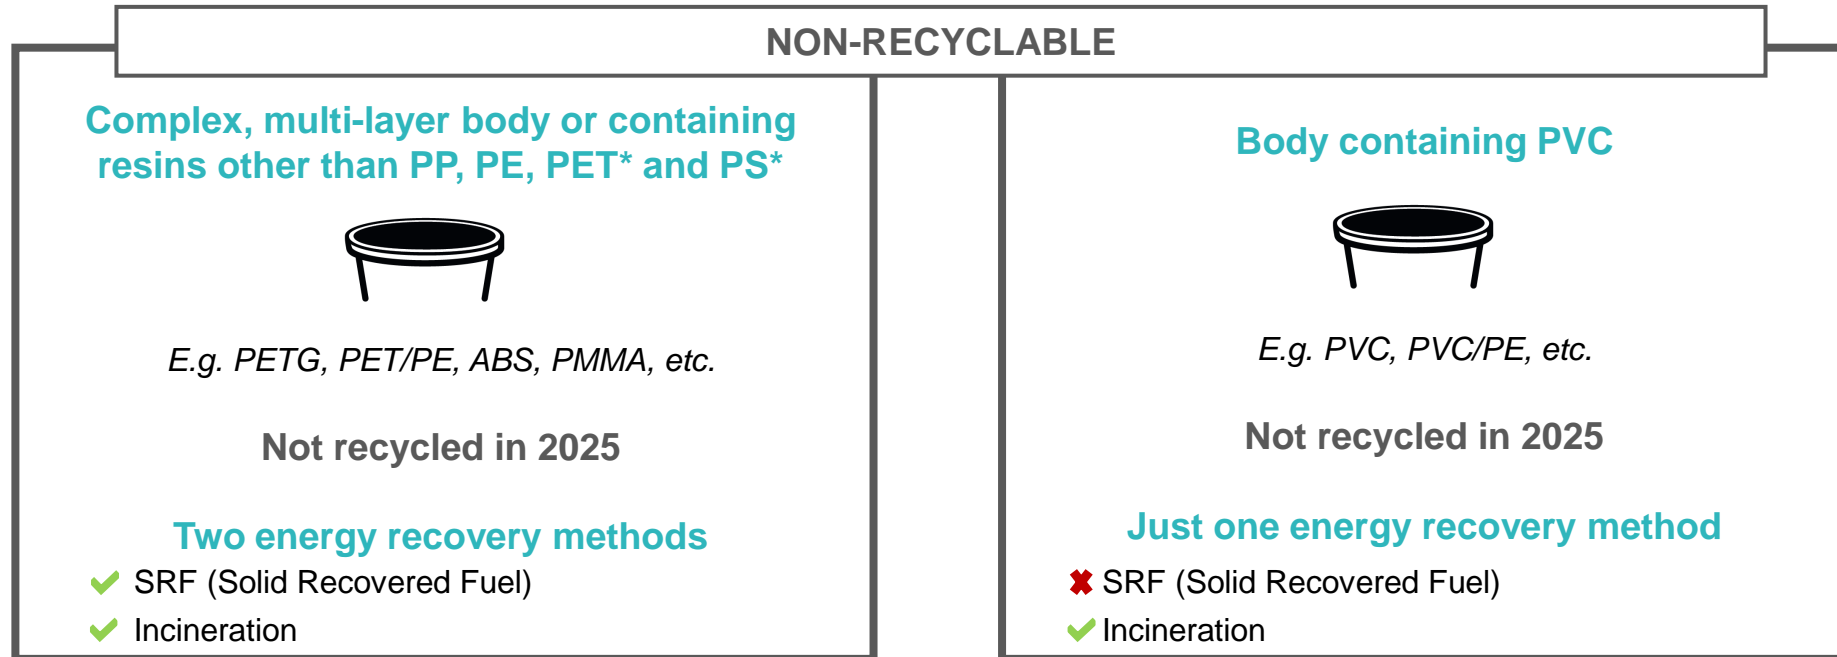 NON-RECYCLABLE
Complex, multi-layer body or containing
resins other than PP, PE, PET* and PS*
E.g. PETG, PET/PE, ABS, PMMA, etc.
Not recycled in 2025
Two energy recovery methods
SRF (Solid Recovered Fuel)
Incineration
Body containing PVC
E.g. PVC, PVC/PE, etc.
Not recycled in 2025
Just one energy recovery method
SRF (Solid Recovered Fuel)
Incineration